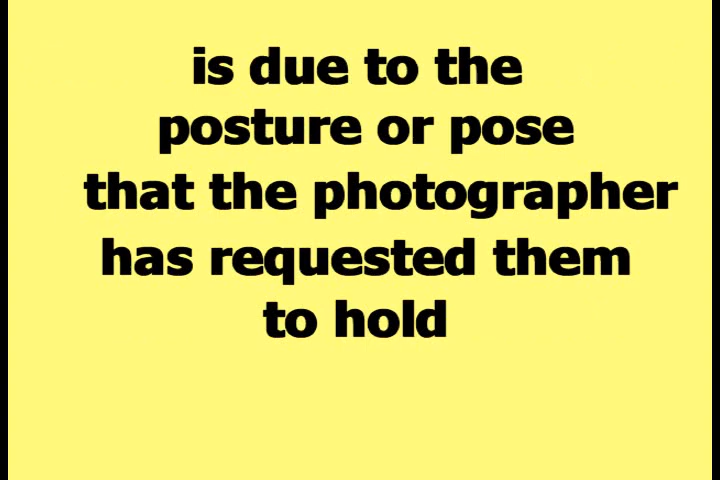 is due to the
posture or pose
that the photographer
has requested them
to hold